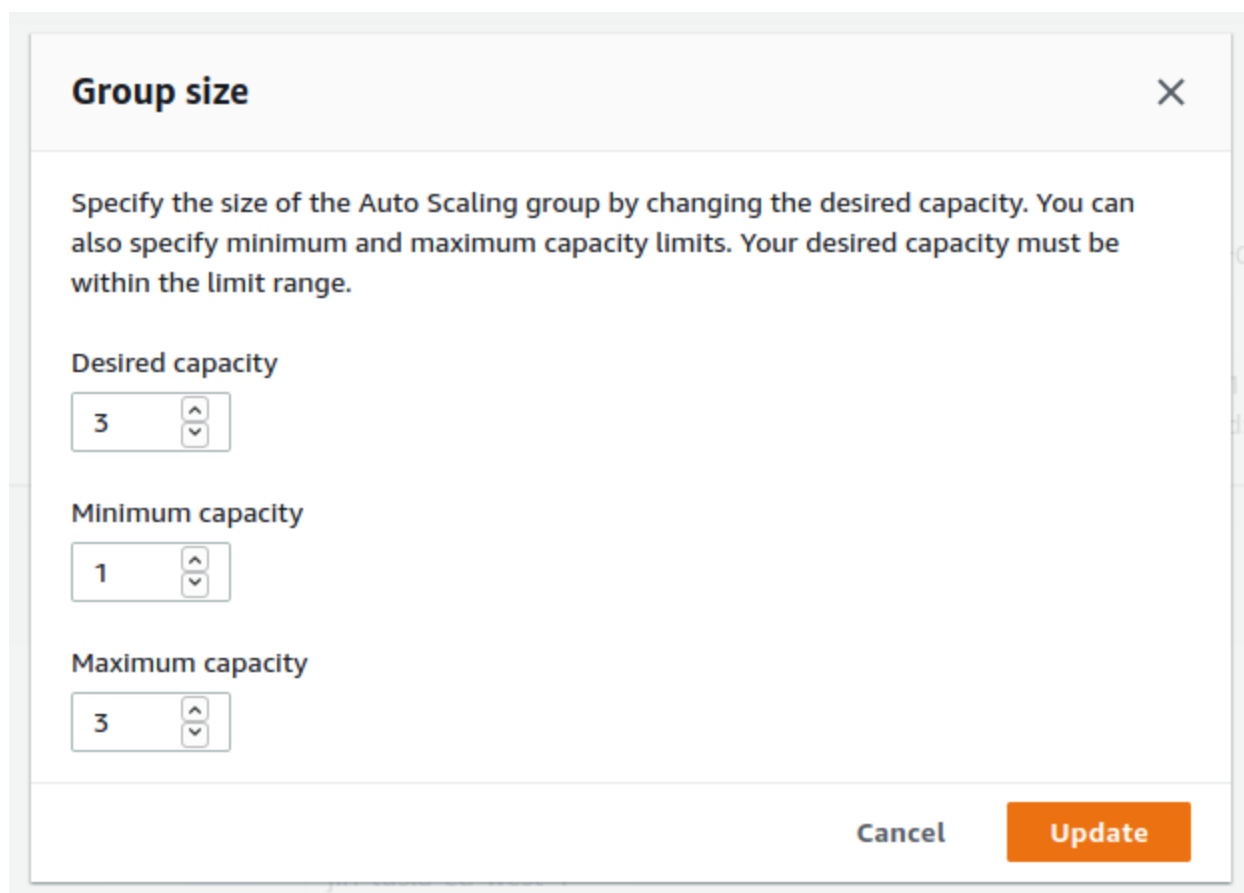 Group size
Specify the size of the Auto Scaling group by changing the desired capacity. You can
also specify minimum and maximum capacity limits. Your desired capacity must be
within the limit range.
Desired capacity
3
Minimum capacity
1
Maximum capacity
3
Cancel
Update